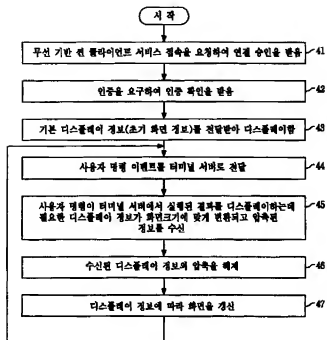 시 작
무선 기반 씬 클라이언트 서비스 접속을 요청하여 연결 승인을 받음
41
인증을 요구하여 인증 확인을 받음
42
기본 디스플레이 정보(초기 화면 정보)를 전달받아 디스플레이함
43
사용자 명령 이벤트를 터미널 서버로 전달
44
사용자 명령이 터미널 서버에서 실행된 결과를 디스플레이하는데
필요한 디스플레이 정보가 화면크기에 맞게 변환되고 압축된
정보를 수신
45
수신된 디스플레이 정보의 압축을 해제
46
디스플레이 정보에 따라 화면을 갱신
47